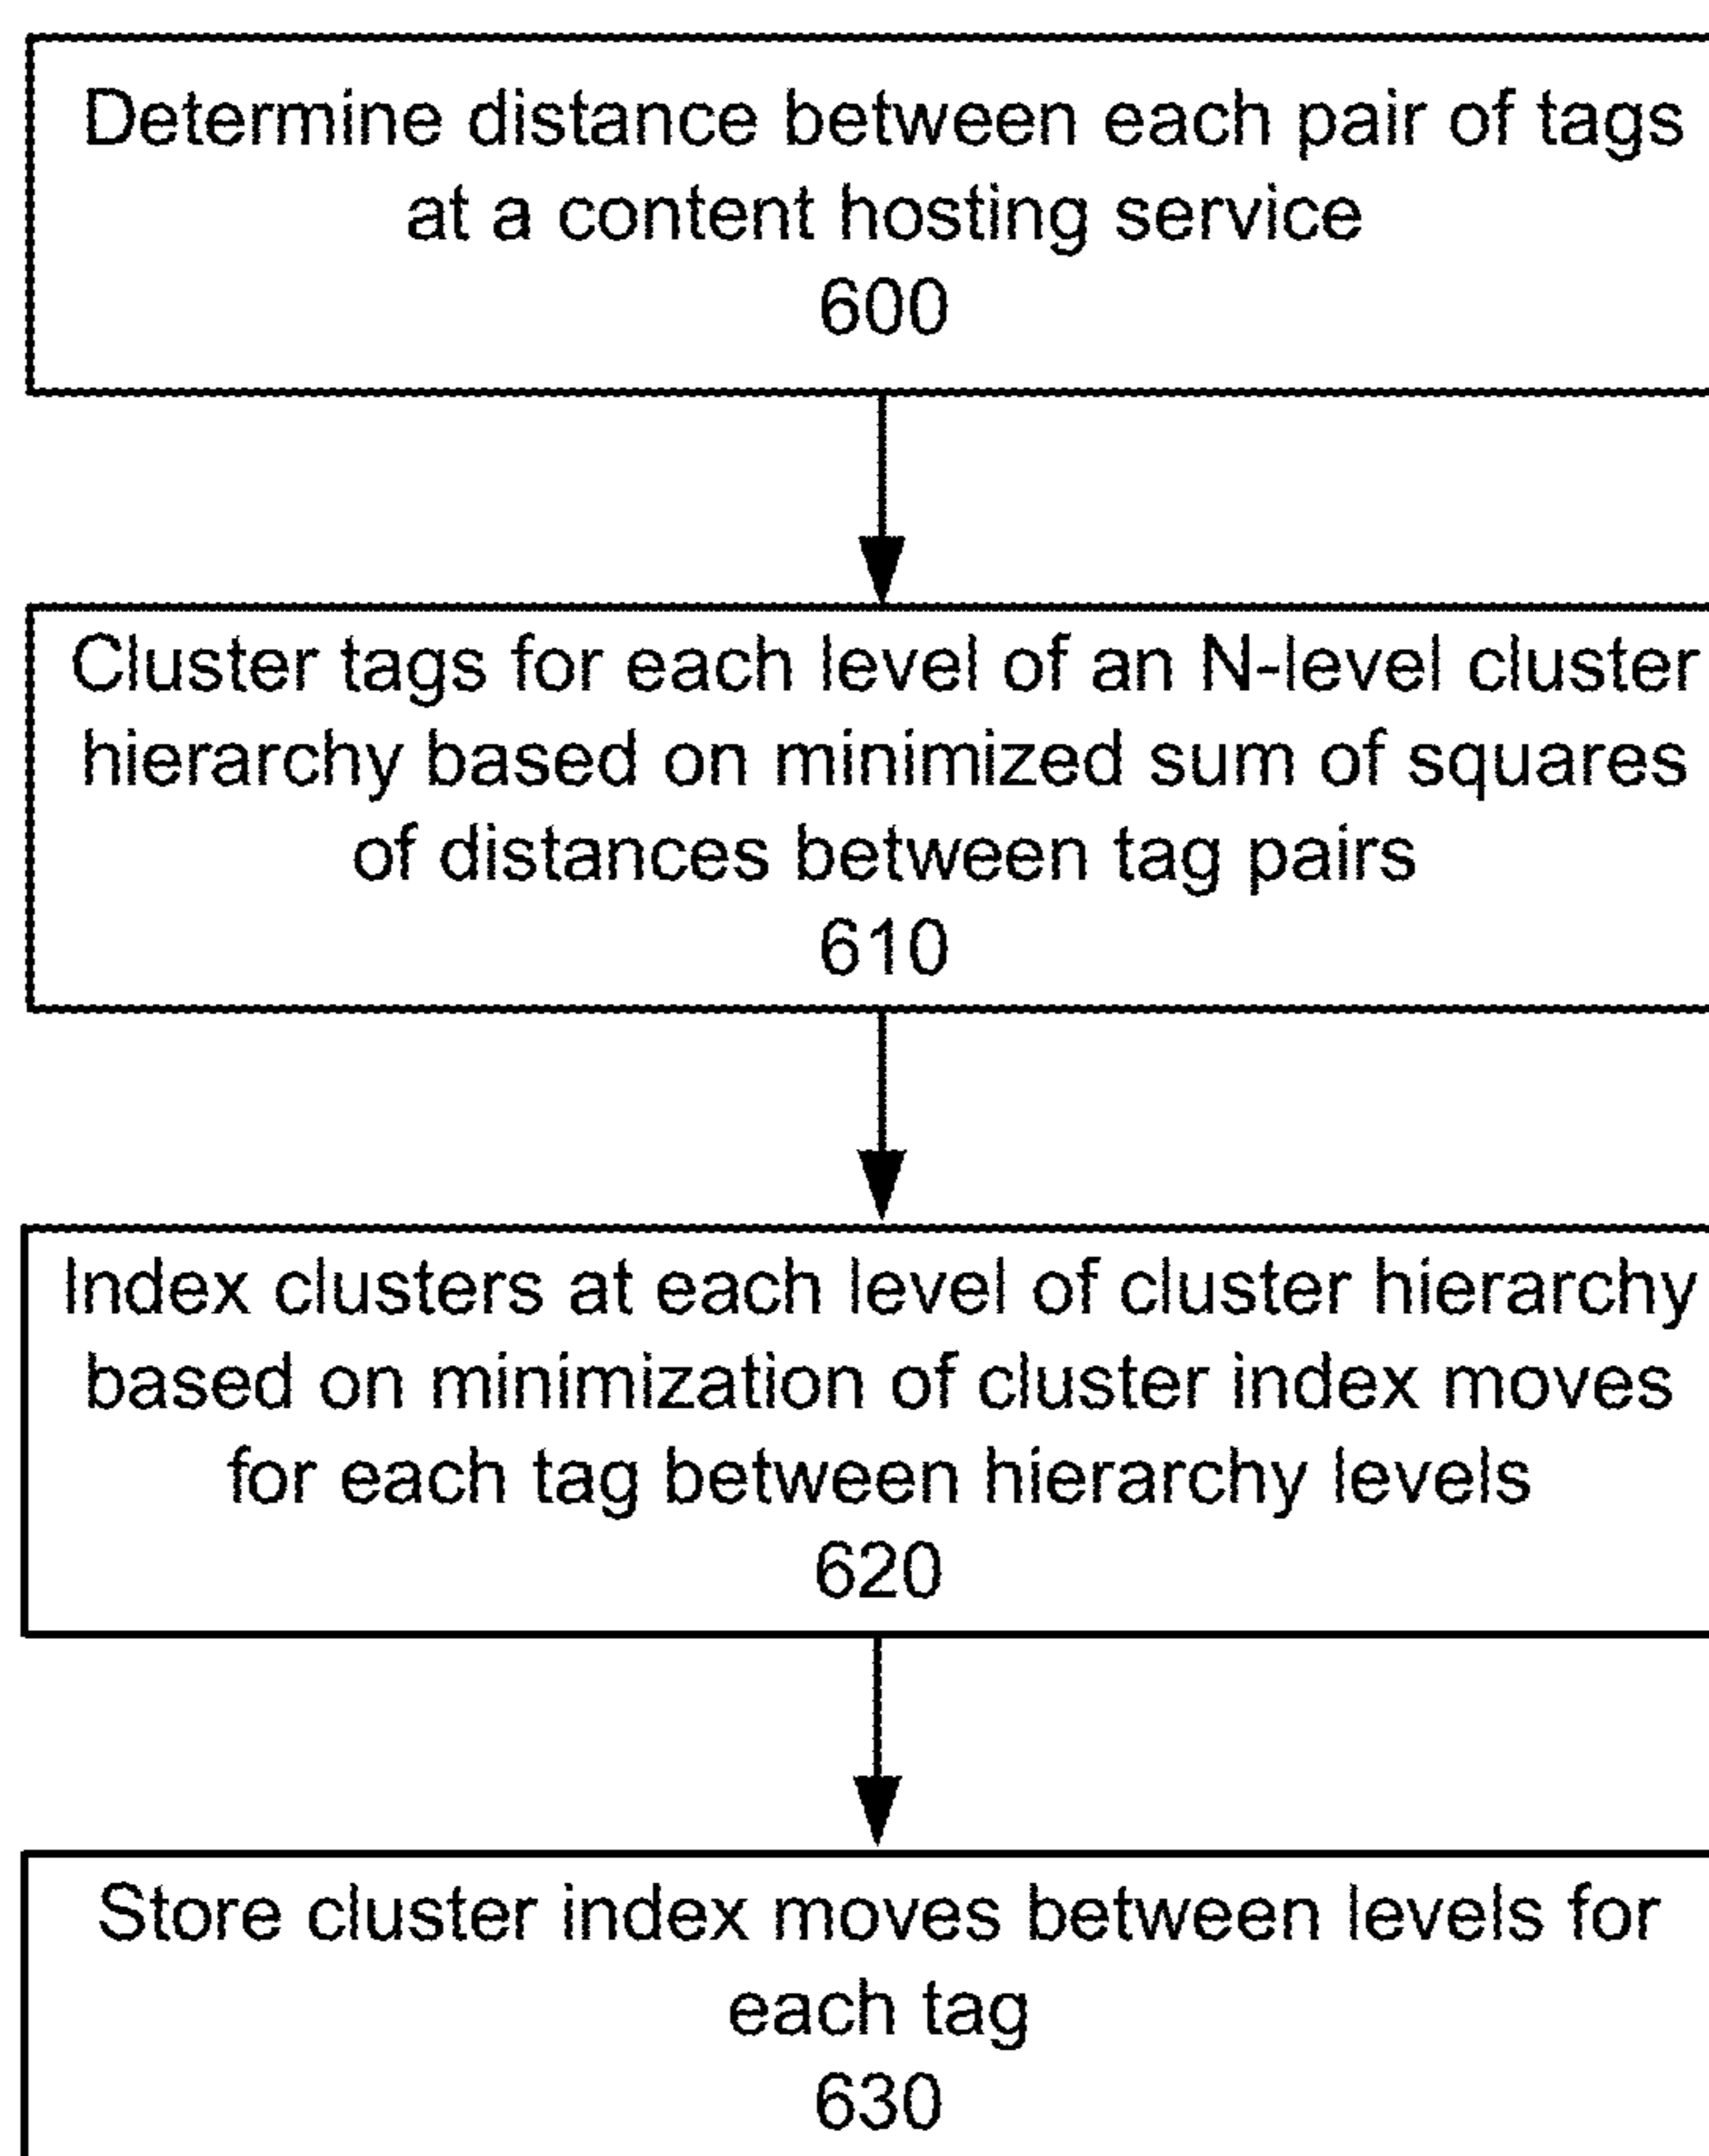 Determine distance between each pair of tags
at a content hosting service
600
Cluster tags for each level of an N-level cluster
hierarchy based on minimized sum of squares
of distances between tag pairs
610
Index clusters at each level of cluster hierarchy
based on minimization of cluster index moves
for each tag between hierarchy levels
620
Store cluster index moves between levels for
each tag
630